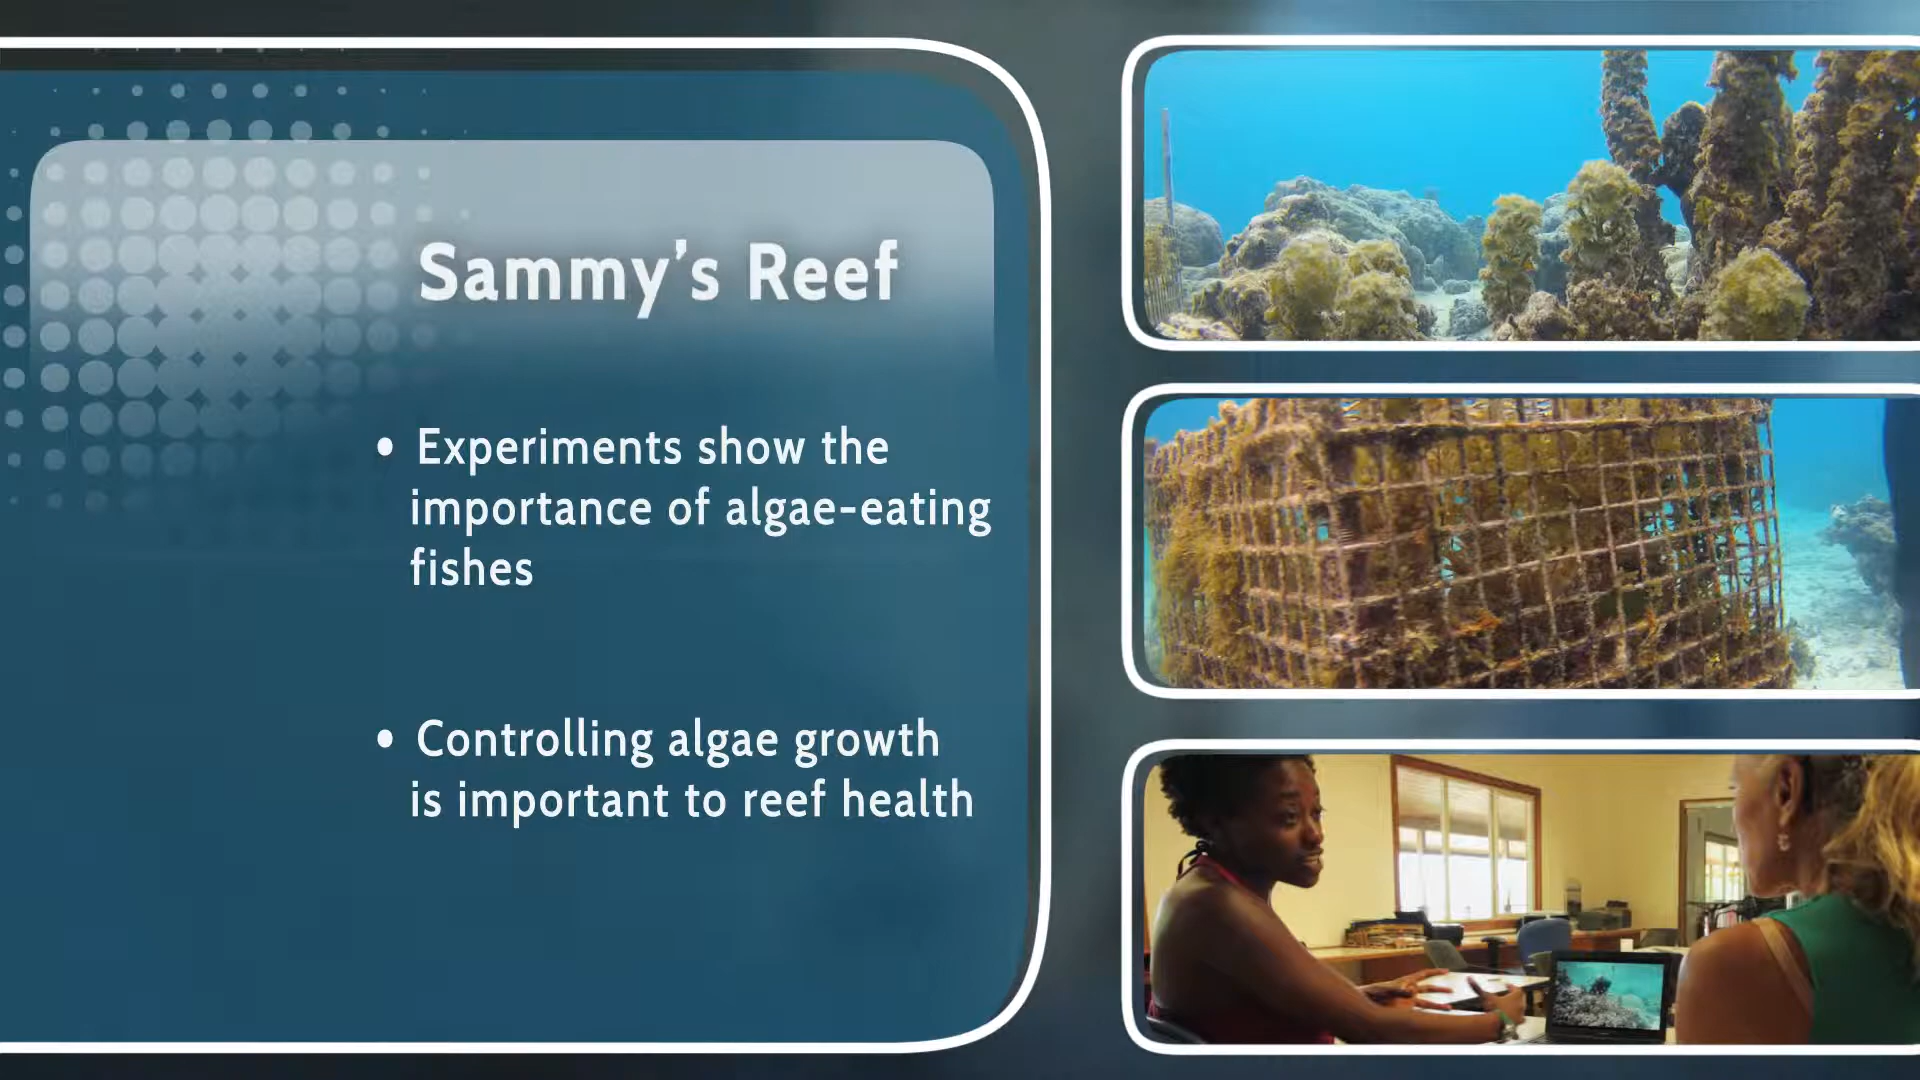 Sammy’s Reef
• Experiments show the
importance of algae-eating
fishes
• Controlling algae growth
is important to reef health